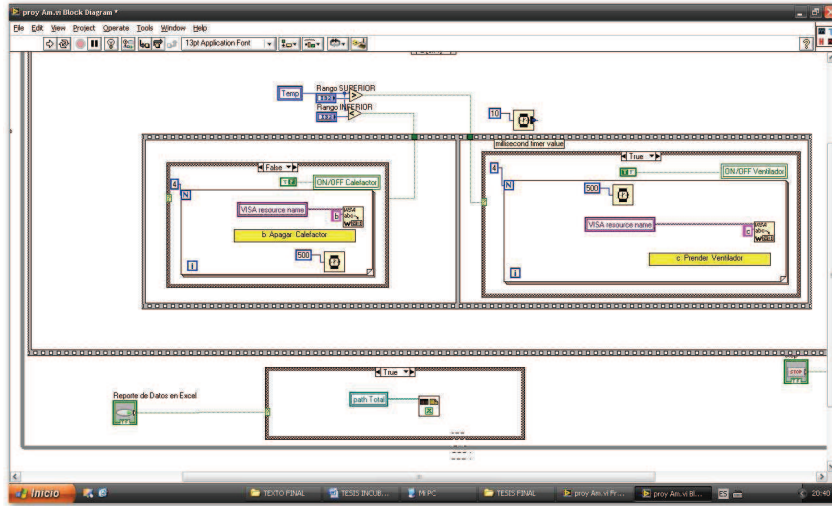 proy Am.vi Block Diagram *
File Edit View Project Operate Tools Window Help
13pt Application Font
Temp
Rango SUPERIOR
Rango INFERIOR
10
millisecond timer value
False
True
4
N
ON/OFF Calefactor
VISA resource name
b
b: Apagar Calefactor
500
i
4
N
ON/OFF Ventilador
500
VISA resource name
c
c: Prender Ventilador
i
True
Reporte de Datos en Excel
path Total
STOP
Inicio
TEXTO FINAL
TESIS INCUB...
Mi PC
TESIS FINAL
proy Am.vi Fr...
proy Am.vi Bl...
ES
20:40